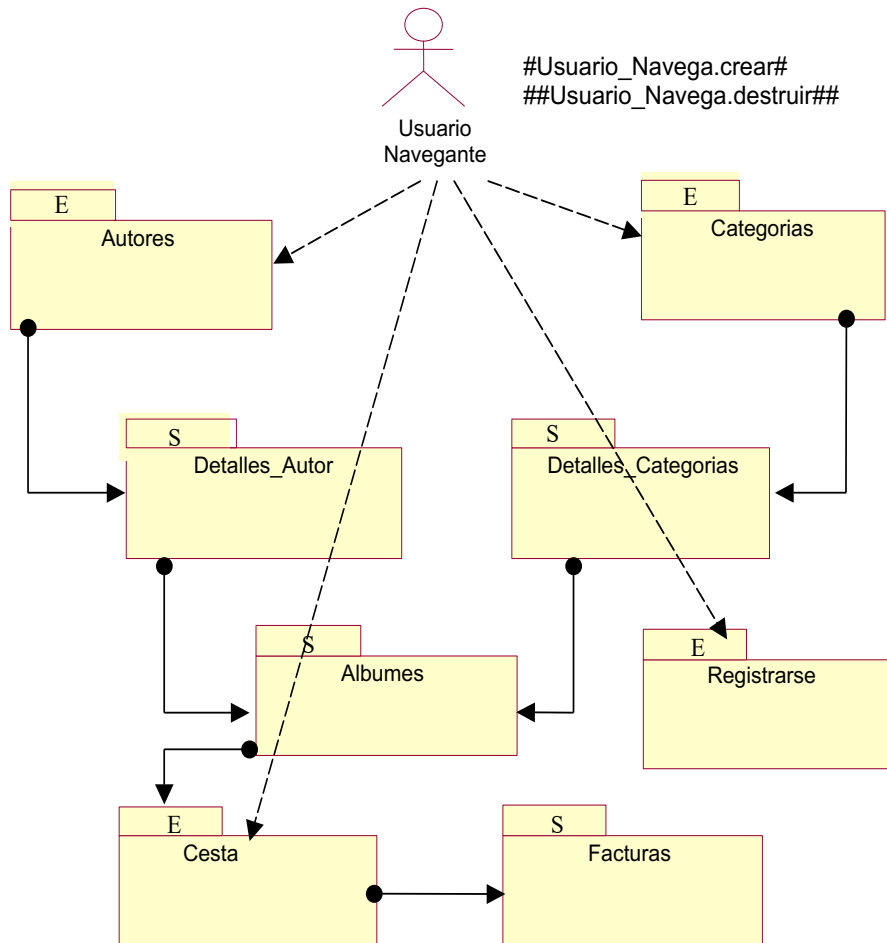 #Usuario_Navega.crear#
##Usuario_Navega.destruir##
Usuario
Navegante
E
Autores
E
Categorias
S
Detalles_Autor
S
Detalles_Categorias
S
Albumes
E
Registrarse
E
Cesta
S
Facturas